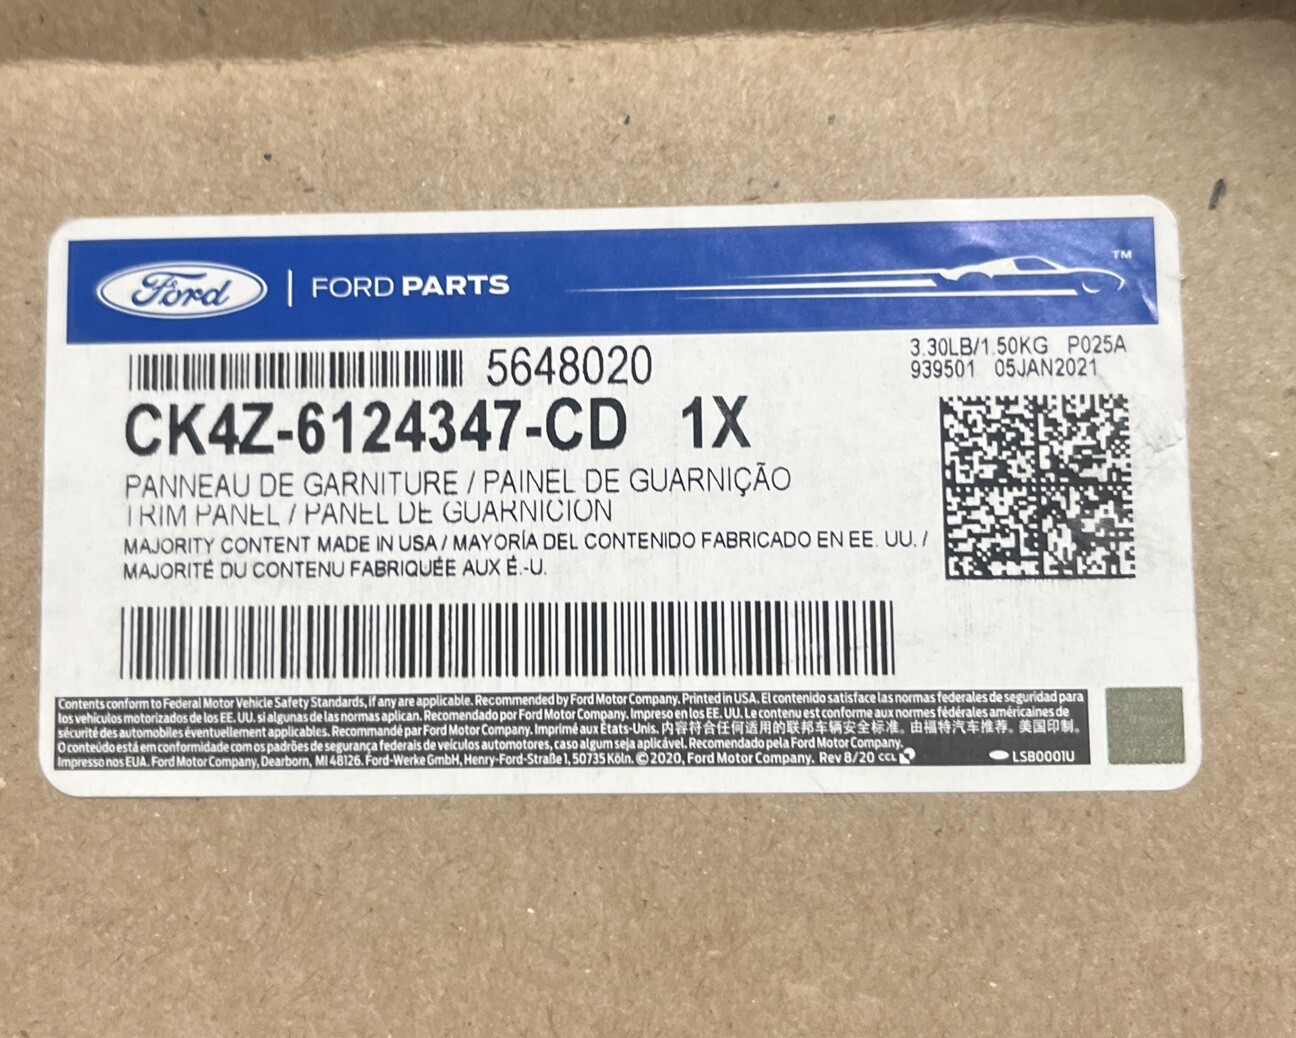 Ford | FORD PARTS
TM
5648020
3.30LB/1.50KG P025A
939501 05JAN2021
CK4Z-6124347-CD 1X
PANNEAU DE GARNITURE / PAINEL DE GUARNIÇÃO
TRIM PANEL / PANEL DE GUARNICION
MAJORITY CONTENT MADE IN USA / MAYORÍA DEL CONTENIDO FABRICADO EN EE. UU. /
MAJORITÉ DU CONTENU FABRIQUÉE AUX É.-U.
Contents conform to Federal Motor Vehicle Safety Standards, if any are applicable. Recommended by Ford Motor Company. Printed in USA. El contenido satisface las normas federales de seguridad para
los vehículos motorizados de los EE. UU. si algunas de las normas aplican. Recomendado por Ford Motor Company. Impreso en los EE. UU. Le contenu est conforme aux normes fédérales américaines de
sécurité des automobiles éventuellement applicables. Recommandé par Ford Motor Company. Imprimé aux États-Unis. 内容符合任何适用的联邦车辆安全标准。由福特汽车推荐。美国印制。
O conteúdo está em conformidade com os padrões de segurança federais de veículos automotores, caso algum seja aplicável. Recomendado pela Ford Motor Company.
Impresso nos EUA. Ford Motor Company, Dearborn, MI 48126. Ford-Werke GmbH, Henry-Ford-Straße 1, 50735 Köln. © 2020, Ford Motor Company. Rev 8/20 CCL
LSB0001U